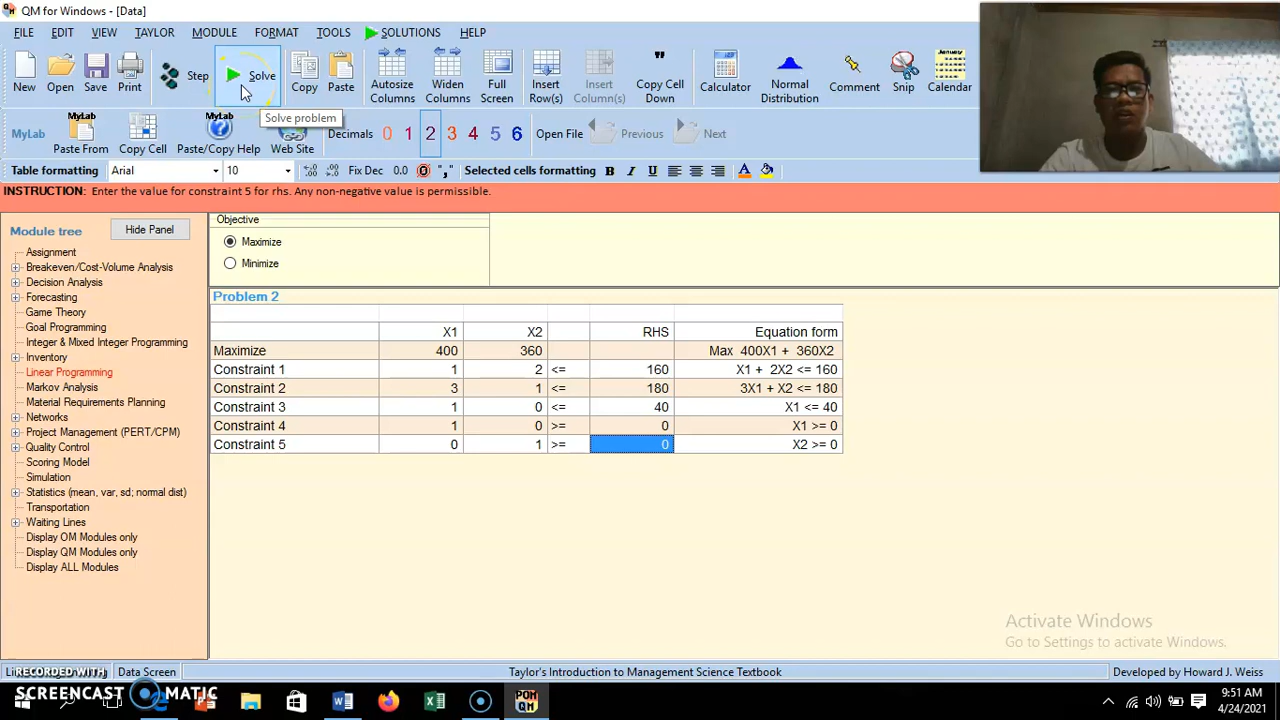 QM for Windows - [Data]
FILE EDIT VIEW TAYLOR MODULE FORMAT TOOLS SOLUTIONS HELP
New Open Save Print Step Solve Copy Paste Autosize Columns Widen Columns Full Screen Insert Row(s) Insert Column(s) Copy Cell Down Calculator Normal Distribution Comment Snip Calendar
January
Solve problem
MyLab MyLab Paste From Copy Cell MyLab Paste/Copy Help Web Site Decimals 0 1 2 3 4 5 6 Open File Previous Next
Table formatting Arial 10 Fix Dec 0.0 "," Selected cells formatting B I U A
INSTRUCTION: Enter the value for constraint 5 for rhs. Any non-negative value is permissible.
Module tree Hide Panel
Assignment
Breakeven/Cost-Volume Analysis
Decision Analysis
Forecasting
Game Theory
Goal Programming
Integer & Mixed Integer Programming
Inventory
Linear Programming
Markov Analysis
Material Requirements Planning
Networks
Project Management (PERT/CPM)
Quality Control
Scoring Model
Simulation
Statistics (mean, var, sd; normal dist)
Transportation
Waiting Lines
Display OM Modules only
Display QM Modules only
Display ALL Modules
Objective
Maximize
Minimize
Problem 2
X1 X2 RHS Equation form
Maximize 400 360 Max 400X1 + 360X2
Constraint 1 1 2 <= 160 X1 + 2X2 <= 160
Constraint 2 3 1 <= 180 3X1 + X2 <= 180
Constraint 3 1 0 <= 40 X1 <= 40
Constraint 4 1 0 >= 0 X1 >= 0
Constraint 5 0 1 >= 0 X2 >= 0
Activate Windows
Go to Settings to activate Windows.
Data Screen Taylor's Introduction to Management Science Textbook Developed by Howard J. Weiss
RECORDED WITH
SCREENCAST MATIC
POM QM
9:51 AM
4/24/2021